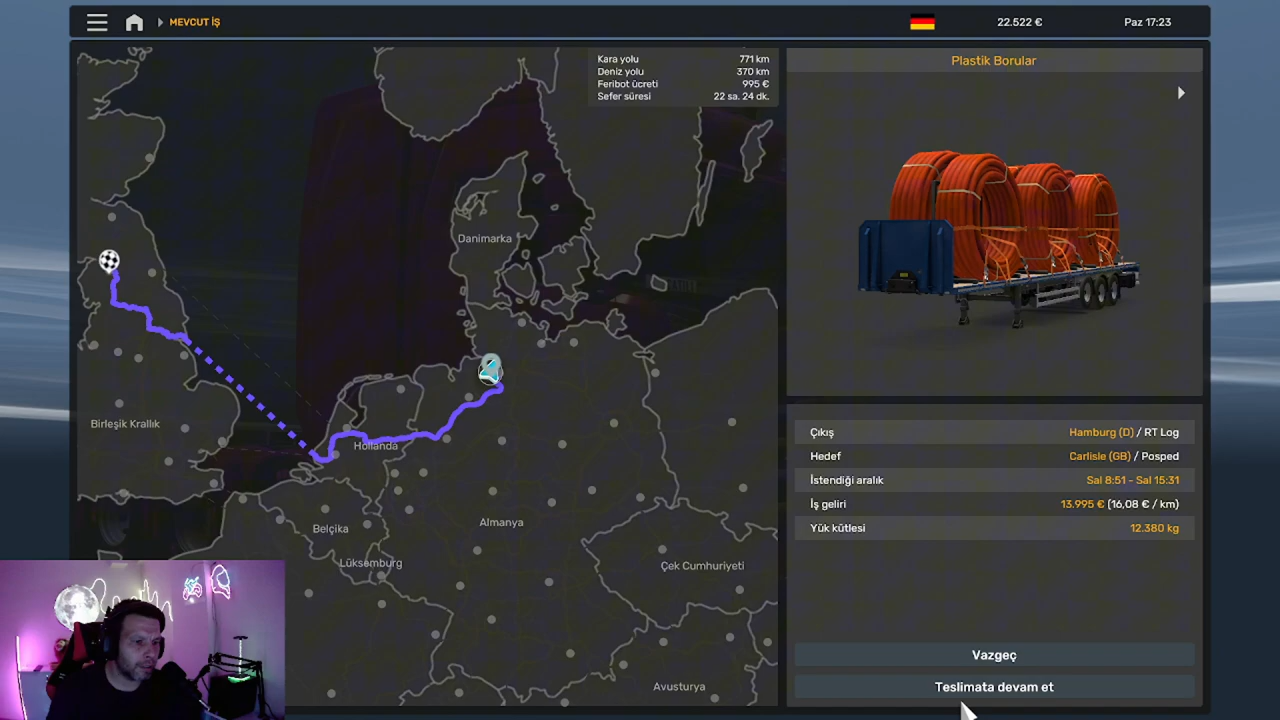 MEVCUT İŞ
22.522 €
Paz 17:23
Kara yolu 771 km
Deniz yolu 370 km
Feribot ücreti 995 €
Sefer süresi 22 sa. 24 dk.
Plastik Borular
Danimarka
Birleşik Krallık
Hollanda
Belçika
Almanya
Lüksemburg
Çek Cumhuriyeti
Avusturya
Çıkış Hamburg (D) / RT Log
Hedef Carlisle (GB) / Posped
İstendiği aralık Sal 8:51 - Sal 15:31
İş geliri 13.995 € (16,08 € / km)
Yük kütlesi 12.380 kg
Vazgeç
Teslimata devam et